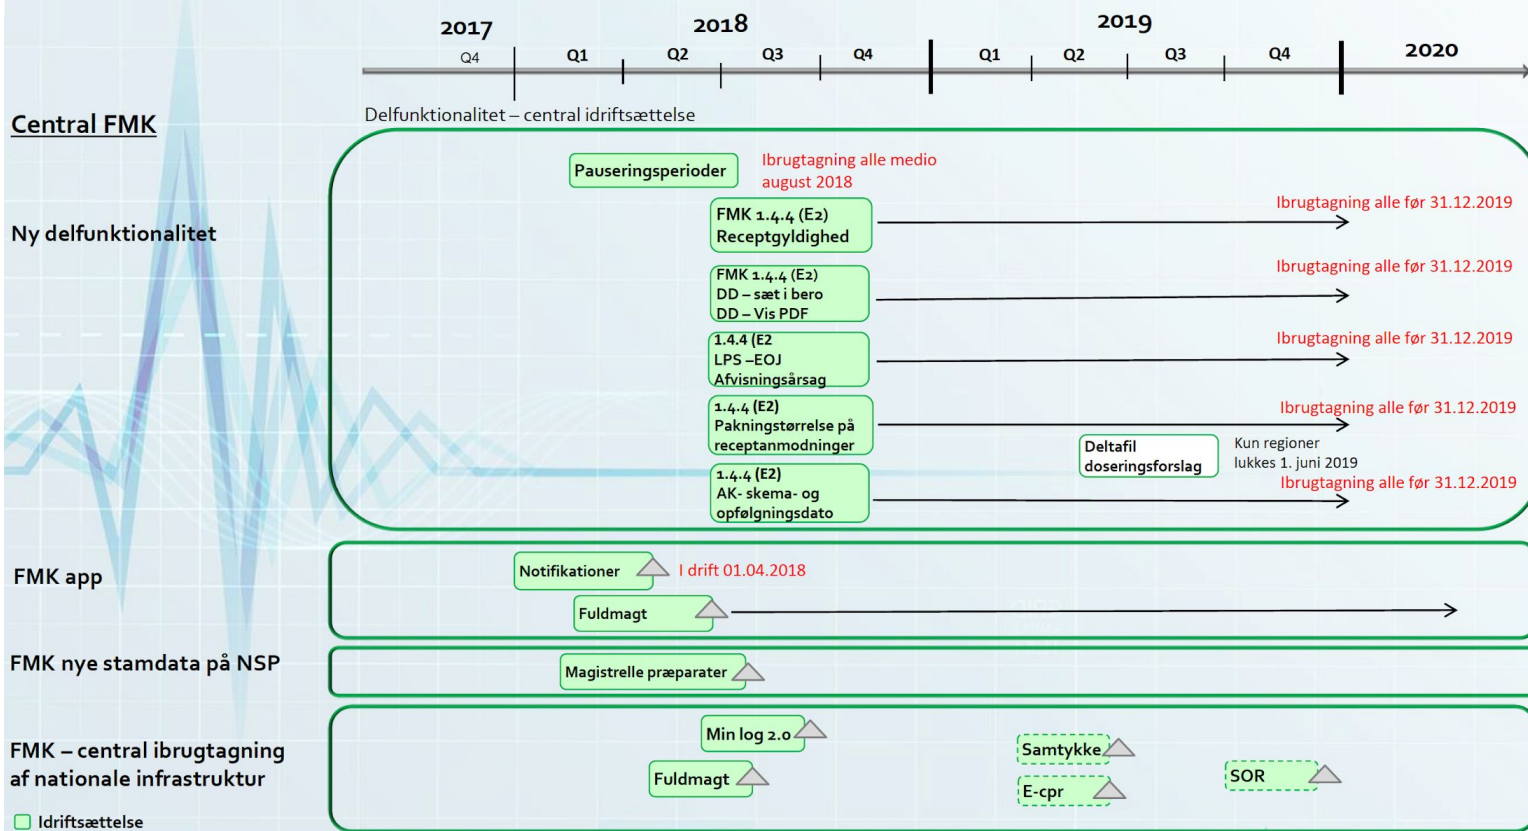 2017
2018
2019
2020
Q4
Q1
Q2
Q3
Q4
Q1
Q2
Q3
Q4
Central FMK
Delfunktionalitet – central idriftsættelse
Ny delfunktionalitet
Pauseringsperioder
Ibrugtagning alle medio
august 2018
FMK 1.4.4 (E2)
Receptgyldighed
Ibrugtagning alle før 31.12.2019
FMK 1.4.4 (E2)
DD – sæt i bero
DD – Vis PDF
Ibrugtagning alle før 31.12.2019
1.4.4 (E2
LPS –EOJ
Afvisningsårsag
Ibrugtagning alle før 31.12.2019
1.4.4 (E2)
Pakningstørrelse på
receptanmodninger
Ibrugtagning alle før 31.12.2019
Deltafil
doseringsforslag
Kun regioner
lukkes 1. juni 2019
1.4.4 (E2)
AK- skema- og
opfølgningsdato
Ibrugtagning alle før 31.12.2019
FMK app
Notifikationer
I drift 01.04.2018
Fuldmagt
FMK nye stamdata på NSP
Magistrelle præparater
FMK – central ibrugtagning
af nationale infrastruktur
Min log 2.0
Fuldmagt
Samtykke
E-cpr
SOR
Idriftsættelse